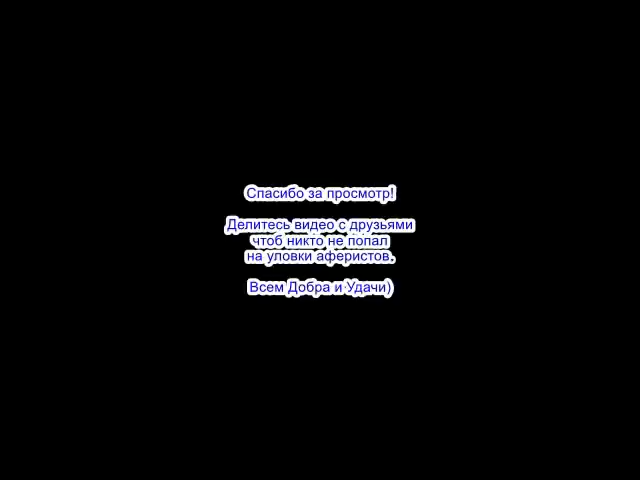 Спасибо за просмотр!
Делитесь видео с друзьями
чтоб никто не попал
на уловки аферистов.
Всем Добра и Удачи)